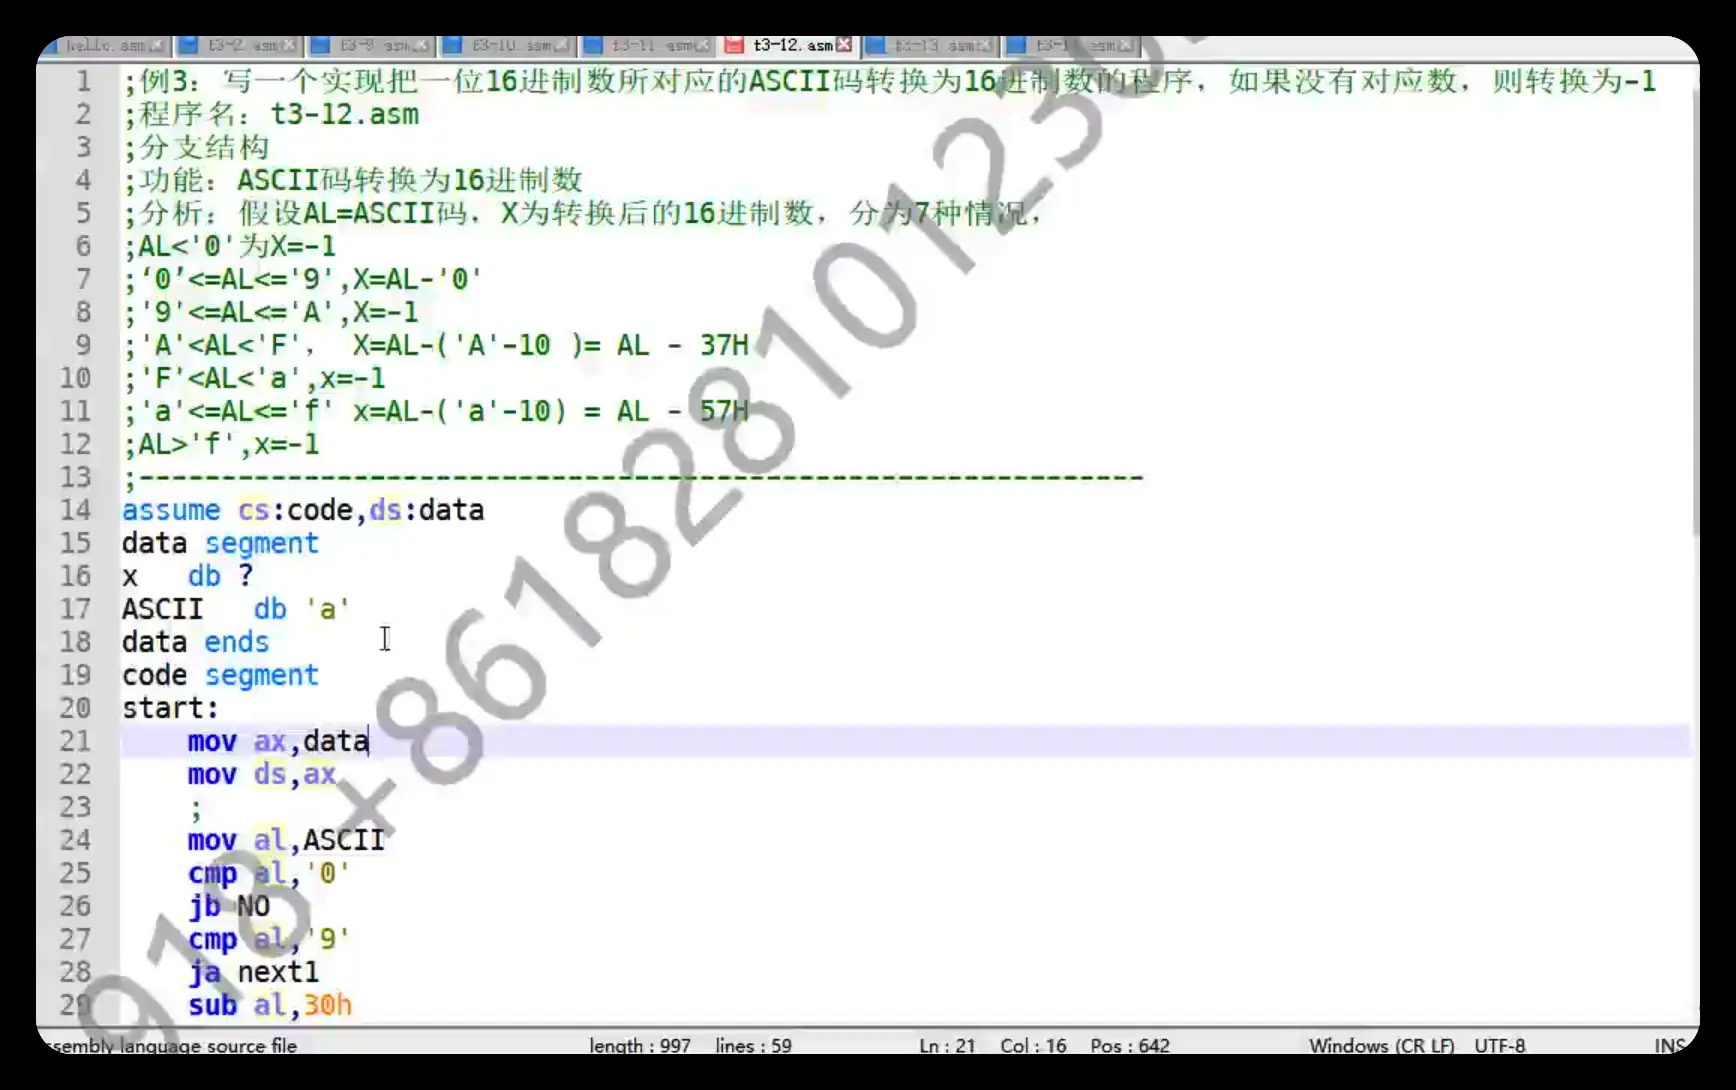 hello.asm t3-2.asm t3-9.asm t3-10.asm t3-11.asm t3-12.asm t3-13.asm
1 ;例3：写一个实现把一位16进制数所对应的ASCII码转换为16进制数的程序，如果没有对应数，则转换为-1
2 ;程序名：t3-12.asm
3 ;分支结构
4 ;功能：ASCII码转换为16进制数
5 ;分析：假设AL=ASCII码，X为转换后的16进制数，分为7种情况，
6 ;AL<'0'为X=-1
7 ;‘0’<=AL<='9',X=AL-'0'
8 ;'9'<=AL<='A',X=-1
9 ;'A'<AL<'F'， X=AL-('A'-10 )= AL - 37H
10 ;'F'<AL<'a',x=-1
11 ;'a'<=AL<='f' x=AL-('a'-10) = AL - 57H
12 ;AL>'f',x=-1
13 ;-------------------------------------------------------------
14 assume cs:code,ds:data
15 data segment
16 x db ?
17 ASCII db 'a'
18 data ends
19 code segment
20 start:
21 mov ax,data
22 mov ds,ax
23 ;
24 mov al,ASCII
25 cmp al,'0'
26 jb NO
27 cmp al,'9'
28 ja next1
29 sub al,30h
ssembly language source file length : 997 lines : 59 Ln : 21 Col : 16 Pos : 642 Windows (CR LF) UTF-8 INS
918 +861828101230